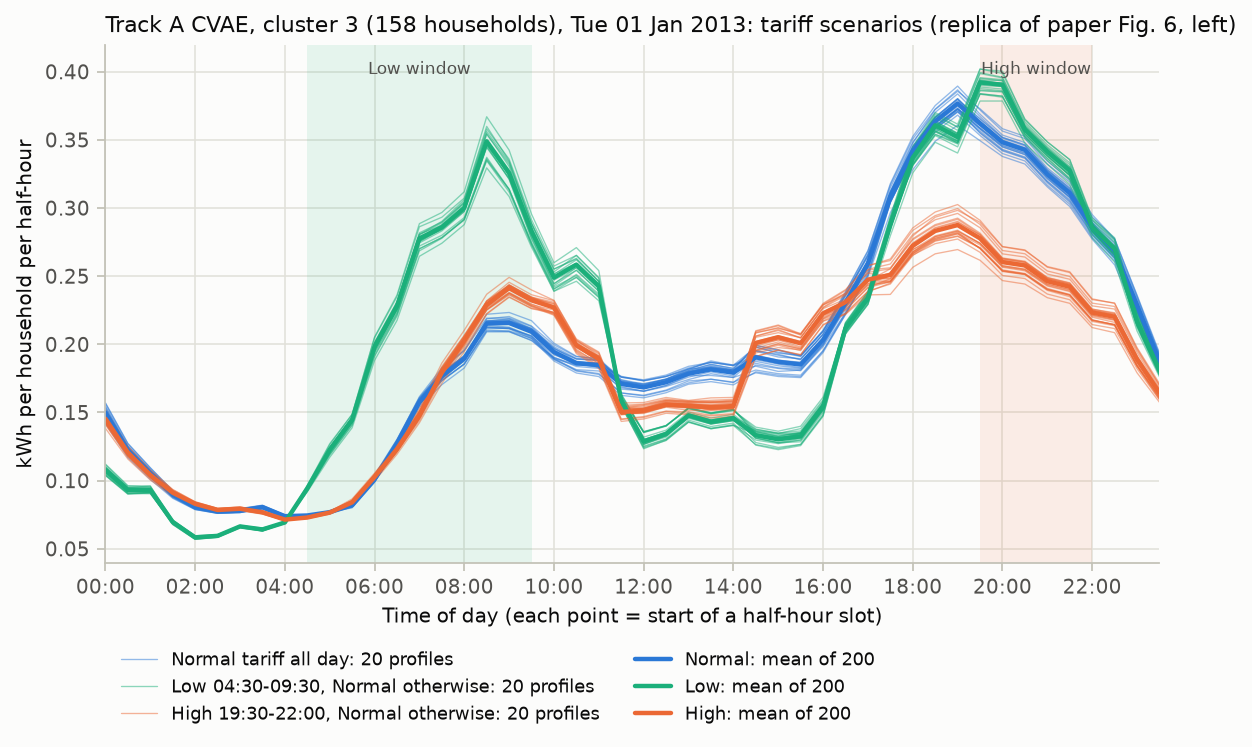 Track A CVAE, cluster 3 (158 households), Tue 01 Jan 2013: tariff scenarios (replica of paper Fig. 6, left)
Low window
High window
kWh per household per half-hour
0.40
0.35
0.30
0.25
0.20
0.15
0.10
0.05
00:00 02:00 04:00 06:00 08:00 10:00 12:00 14:00 16:00 18:00 20:00 22:00
Time of day (each point = start of a half-hour slot)
Normal tariff all day: 20 profiles
Low 04:30-09:30, Normal otherwise: 20 profiles
High 19:30-22:00, Normal otherwise: 20 profiles
Normal: mean of 200
Low: mean of 200
High: mean of 200